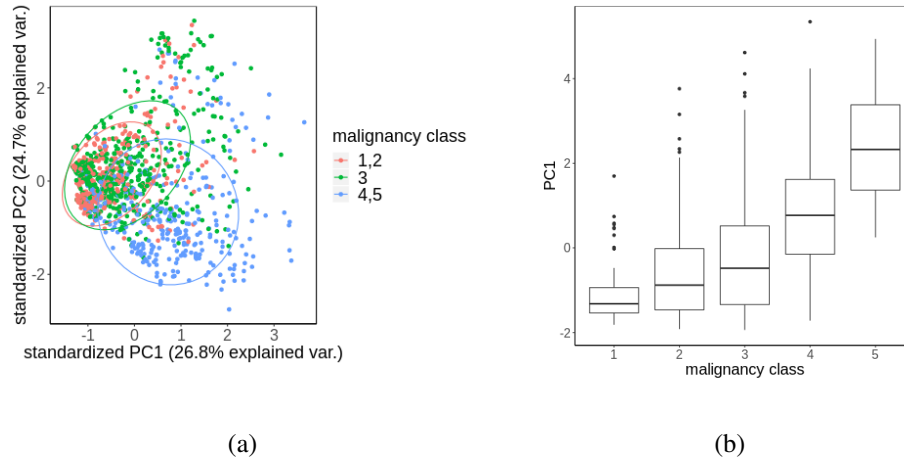 standardized PC2 (24.7% explained var.)
2
0
-2
-1
0
1
2
3
standardized PC1 (26.8% explained var.)
malignancy class
1,2
3
4,5
(a)
PC1
4
2
0
-2
1
2
3
4
5
malignancy class
(b)